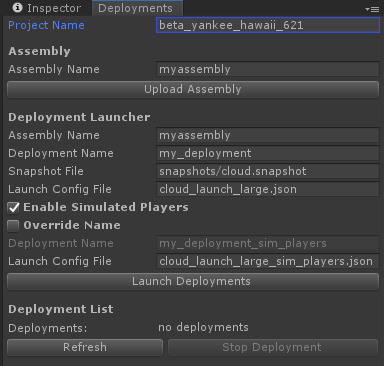 Inspector Deployments
Project Name beta_yankee_hawaii_621
Assembly
Assembly Name myassembly
Upload Assembly
Deployment Launcher
Assembly Name myassembly
Deployment Name my_deployment
Snapshot File snapshots/cloud.snapshot
Launch Config File cloud_launch_large.json
Enable Simulated Players
Override Name
Deployment Name my_deployment_sim_players
Launch Config File cloud_launch_large_sim_players.json
Launch Deployments
Deployment List
Deployments: no deployments
Refresh Stop Deployment